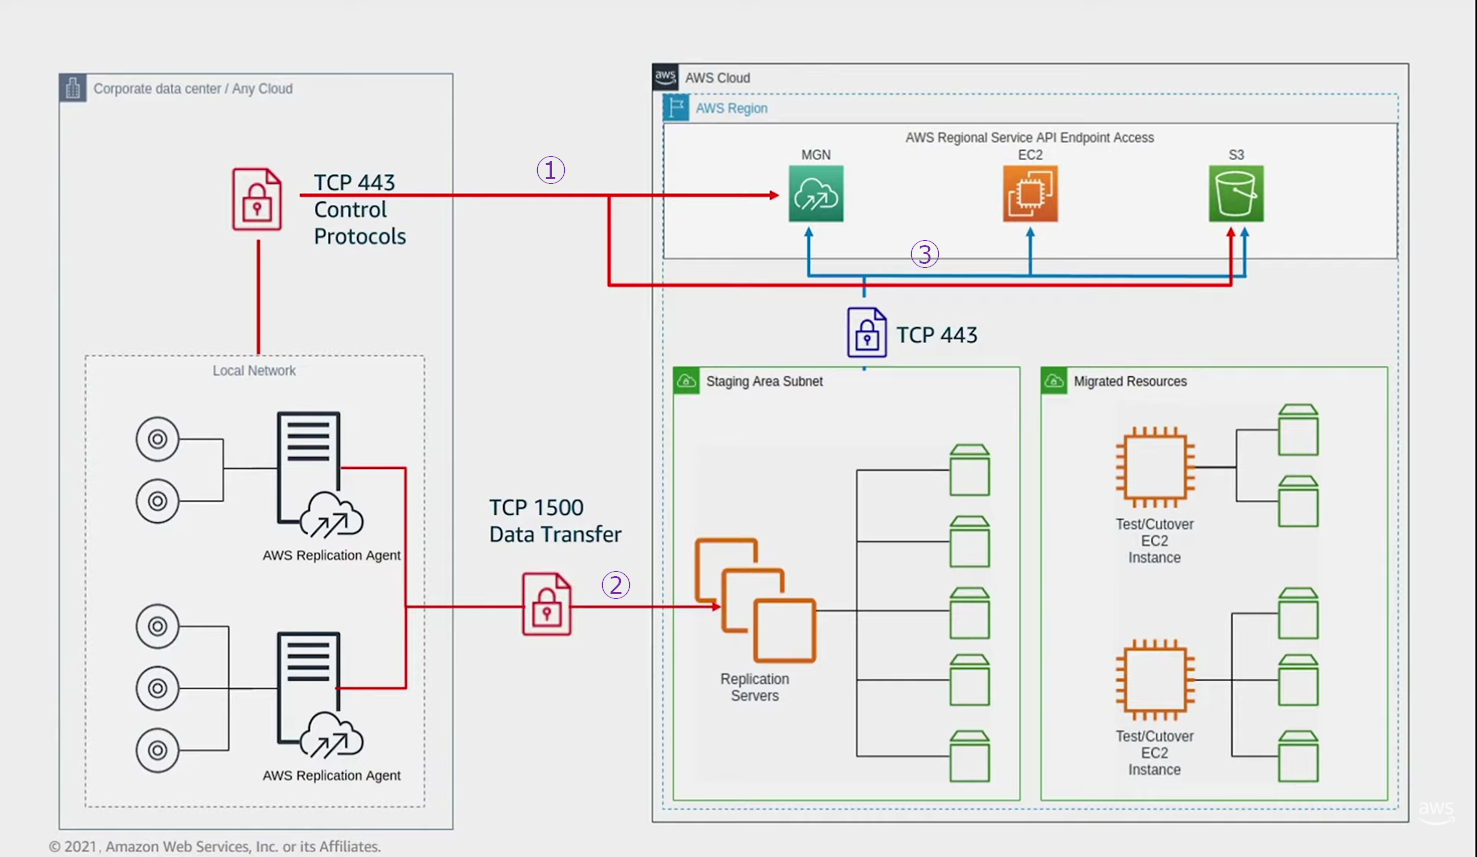 Corporate data center / Any Cloud
TCP 443
Control
Protocols
①
Local Network
AWS Replication Agent
AWS Replication Agent
TCP 1500
Data Transfer
②
aws
AWS Cloud
AWS Region
AWS Regional Service API Endpoint Access
MGN
EC2
S3
③
TCP 443
Staging Area Subnet
Replication
Servers
Migrated Resources
Test/Cutover
EC2
Instance
Test/Cutover
EC2
Instance
aws
© 2021, Amazon Web Services, Inc. or its Affiliates.